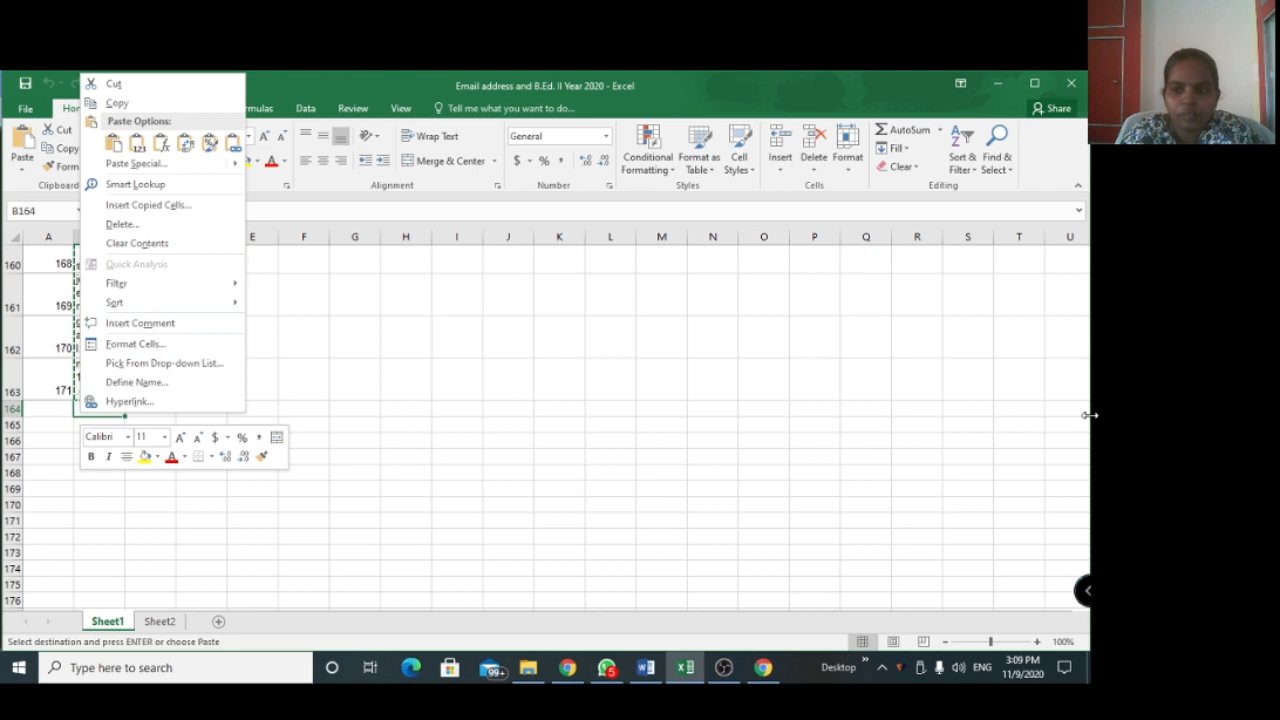 Email address and B.Ed. II Year 2020 - Excel
File
Hom
rmulas
Data
Review
View
Tell me what you want to do...
Share
Paste
Cut
Copy
Forma
Clipboard
Wrap Text
Merge & Center
Alignment
General
$ % ,
Number
Conditional Formatting
Format as Table
Cell Styles
Styles
Insert
Delete
Format
Cells
AutoSum
Fill
Clear
Sort & Filter
Find & Select
Editing
B164
Cut
Copy
Paste Options:
Paste Special...
Smart Lookup
Insert Copied Cells...
Delete...
Clear Contents
Quick Analysis
Filter
Sort
Insert Comment
Format Cells...
Pick From Drop-down List...
Define Name...
Hyperlink...
A E F G H I J K L M N O P Q R S T U
160 168
161 169
162 170
163 171
164
165
166
167
168
169
170
171
172
173
174
175
176
Calibri 11 A A $ % ,
B I A
Sheet1
Sheet2
Select destination and press ENTER or choose Paste
100%
Type here to search
99+
5
Desktop
ENG
3:09 PM
11/9/2020